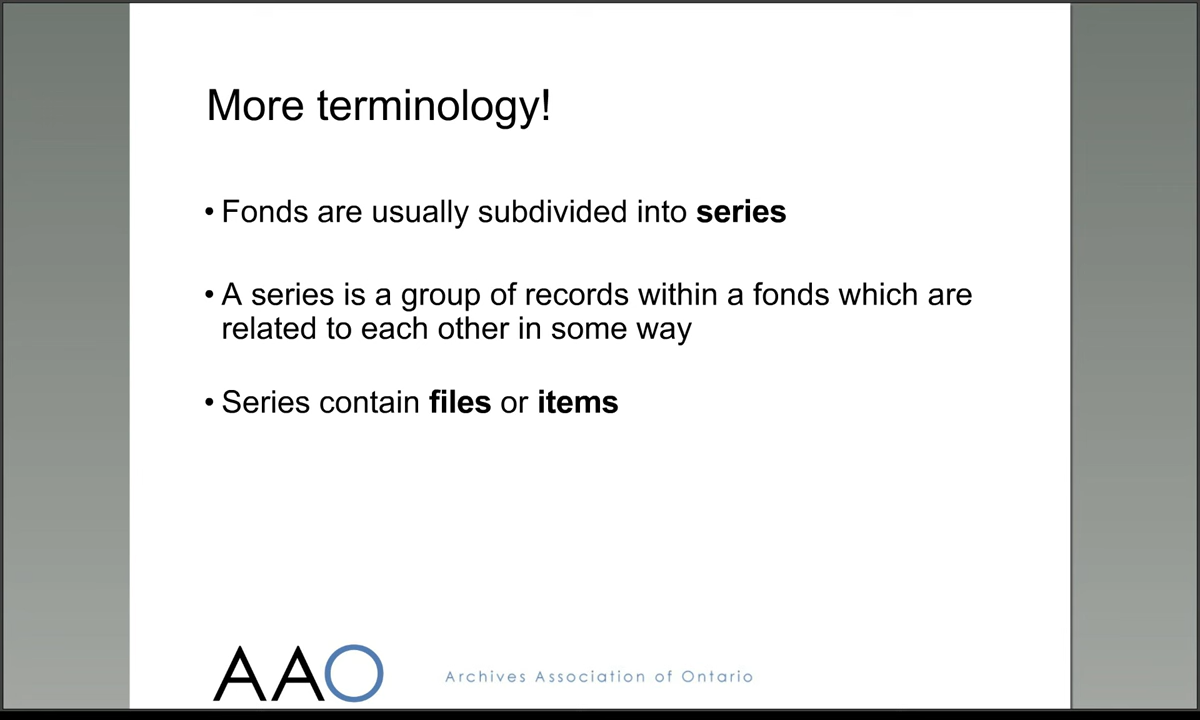 More terminology!
• Fonds are usually subdivided into series
• A series is a group of records within a fonds which are
related to each other in some way
• Series contain files or items
AAO
Archives Association of Ontario